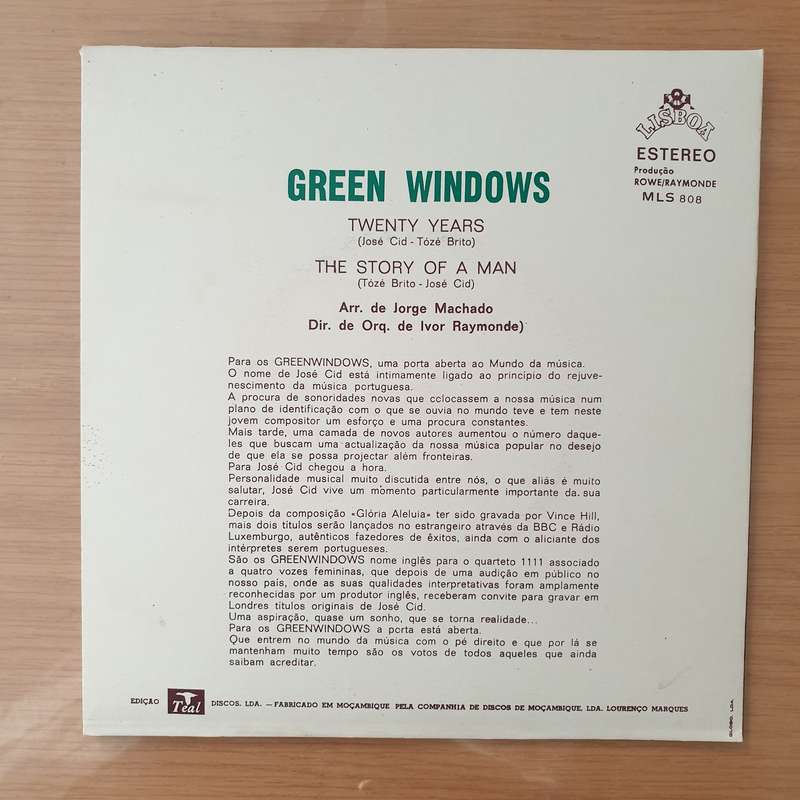 LISBOA
ESTEREO
Produção
ROWE/RAYMONDE
MLS 808
GREEN WINDOWS
TWENTY YEARS
(José Cid - Tózé Brito)
THE STORY OF A MAN
(Tózé Brito - José Cid)
Arr. de Jorge Machado
Dir. de Orq. de Ivor Raymonde)
Para os GREENWINDOWS, uma porta aberta ao Mundo da música.
O nome de José Cid está intimamente ligado ao princípio do rejuve-
nescimento da música portuguesa.
A procura de sonoridades novas que cclocassem a nossa música num
plano de identificação com o que se ouvia no mundo teve e tem neste
jovem compositor um esforço e uma procura constantes.
Mais tarde, uma camada de novos autores aumentou o número daque-
les que buscam uma actualização da nossa música popular no desejo
de que ela se possa projectar além fronteiras.
Para José Cid chegou a hora.
Personalidade musical muito discutida entre nós, o que aliás é muito
salutar, José Cid vive um momento particularmente importante da sua
carreira.
Depois da composição «Glória Aleluia» ter sido gravada por Vince Hill,
mais dois títulos serão lançados no estrangeiro através da BBC e Rádio
Luxemburgo, autênticos fazedores de êxitos, ainda com o aliciante dos
intérpretes serem portugueses.
São os GREENWINDOWS nome inglês para o quarteto 1111 associado
a quatro vozes femininas, que depois de uma audição em público no
nosso país, onde as suas qualidades interpretativas foram amplamente
reconhecidas por um produtor inglês, receberam convite para gravar em
Londres títulos originais de José Cid.
Uma aspiração, quase um sonho, que se torna realidade...
Para os GREENWINDOWS a porta está aberta.
Que entrem no mundo da música com o pé direito e que por lá se
mantenham muito tempo são os votos de todos aqueles que ainda
saibam acreditar.
EDIÇÃO Teal DISCOS, LDA. — FABRICADO EM MOÇAMBIQUE PELA COMPANHIA DE DISCOS DE MOÇAMBIQUE, LDA. LOURENÇO MARQUES
GLOBO, LDA.